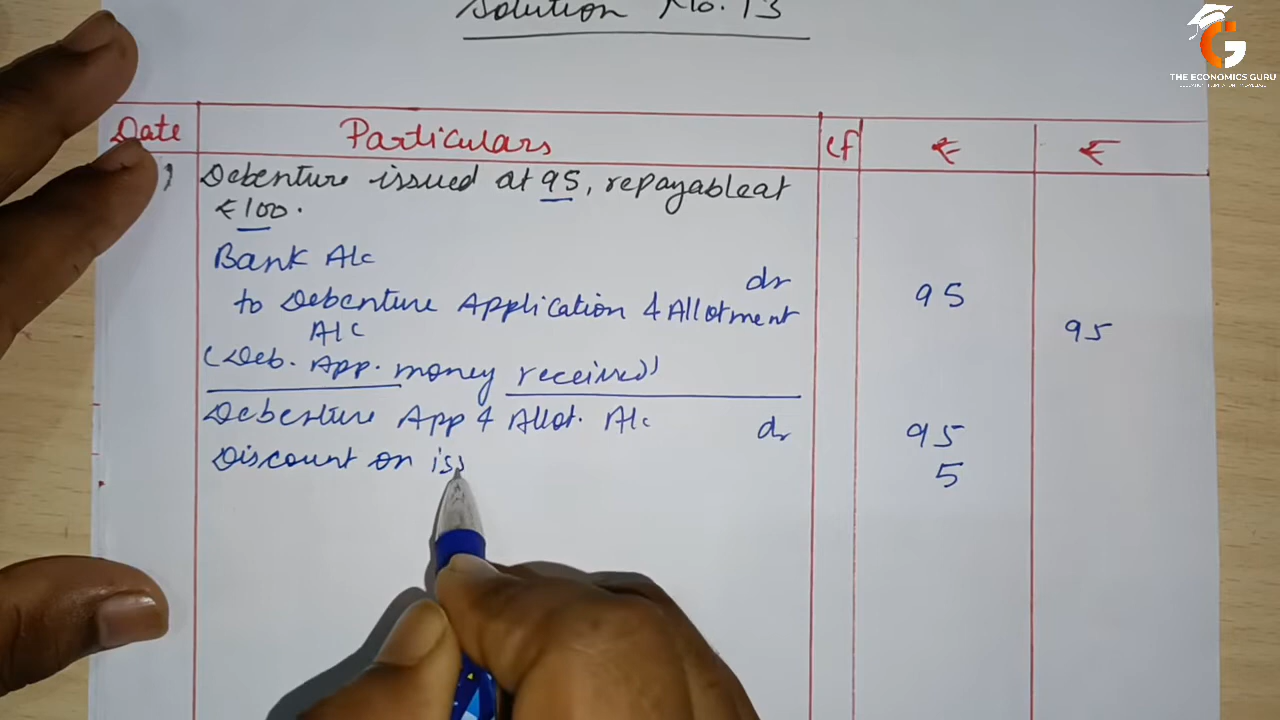 Solution No. 13
THE ECONOMICS GURU
Date Particulars Lf ₹ ₹
1) Debenture issued at 95, repayable at
₹100.
Bank A/c dr 95
to Debenture Application & Allotment
A/c 95
(Deb. App. money received)
Debenture App & Allot. A/c dr 95
Discount on iss 5